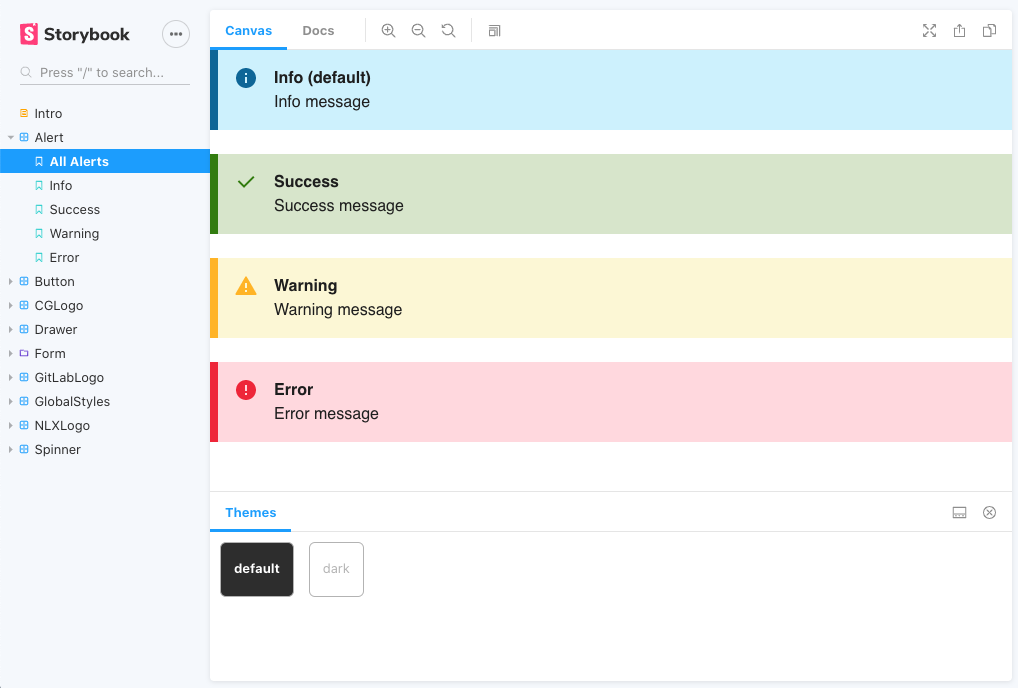 Storybook
Press "/" to search...
Intro
Alert
All Alerts
Info
Success
Warning
Error
Button
CGLogo
Drawer
Form
GitLabLogo
GlobalStyles
NLXLogo
Spinner
Canvas Docs
Info (default)
Info message
Success
Success message
Warning
Warning message
Error
Error message
Themes
default dark